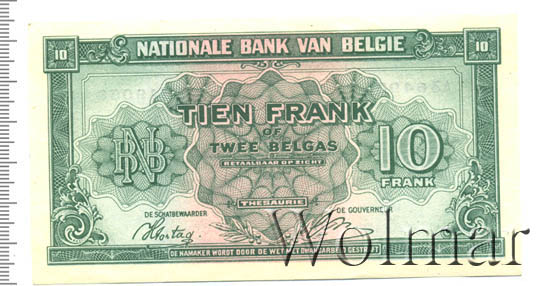 10 NATIONALE BANK VAN BELGIE 10
TIEN FRANK
OF
TWEE BELGAS
BETAALBAAR OP ZICHT
BNB
10
FRANK
THESAURIE
DE SCHATBEWAARDER DE GOUVERNEUR
DE NAMAKER WORDT DOOR DE WET MET DWANGARBEID GESTRAFT
Wolmar